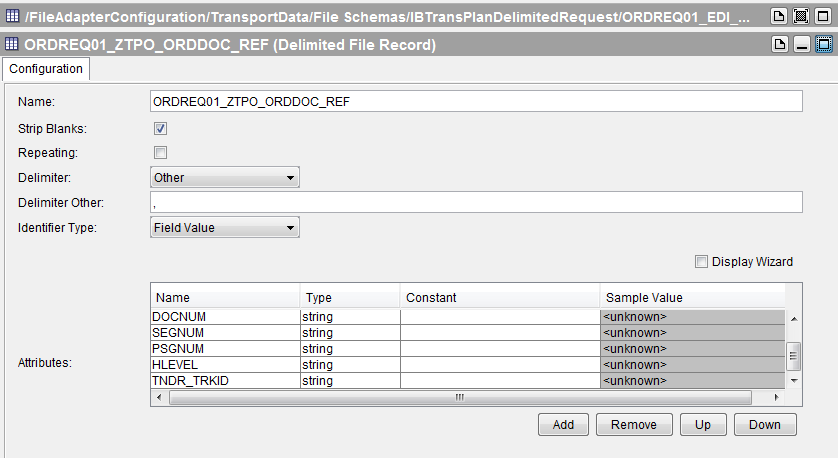 /FileAdapterConfiguration/TransportData/File Schemas/IBTransPlanDelimitedRequest/ORDREQ01_EDI_...
ORDREQ01_ZTPO_ORDDOC_REF (Delimited File Record)
Configuration
Name: ORDREQ01_ZTPO_ORDDOC_REF
Strip Blanks:
Repeating:
Delimiter: Other
Delimiter Other: ,
Identifier Type: Field Value
Display Wizard
Attributes:
Name Type Constant Sample Value
DOCNUM string <unknown>
SEGNUM string <unknown>
PSGNUM string <unknown>
HLEVEL string <unknown>
TNDR_TRKID string <unknown>
Add Remove Up Down